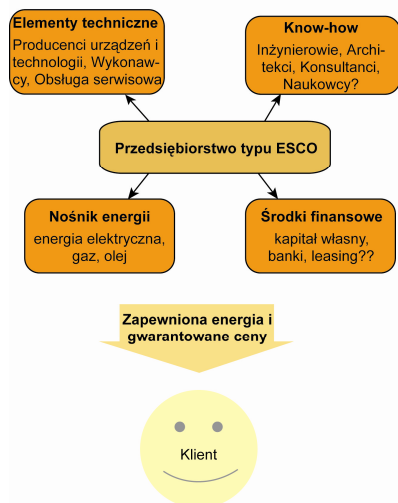 Elementy techniczne
Producenci urządzeń i
technologii, Wykonaw-
cy, Obsługa serwisowa
Know-how
Inżynierowie, Archi-
tekci, Konsultanci,
Naukowcy?
Przedsiębiorstwo typu ESCO
Nośnik energii
energia elektryczna,
gaz, olej
Środki finansowe
kapitał własny,
banki, leasing??
Zapewniona energia i
gwarantowane ceny
Klient